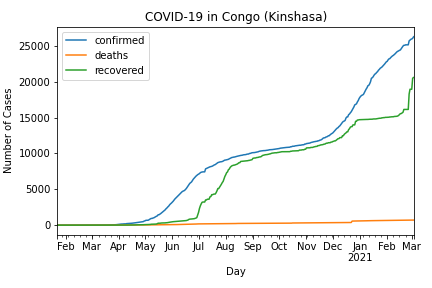 COVID-19 in Congo (Kinshasa)
confirmed
deaths
recovered
Number of Cases
25000
20000
15000
10000
5000
0
Feb Mar Apr May Jun Jul Aug Sep Oct Nov Dec Jan Feb Mar
2021
Day